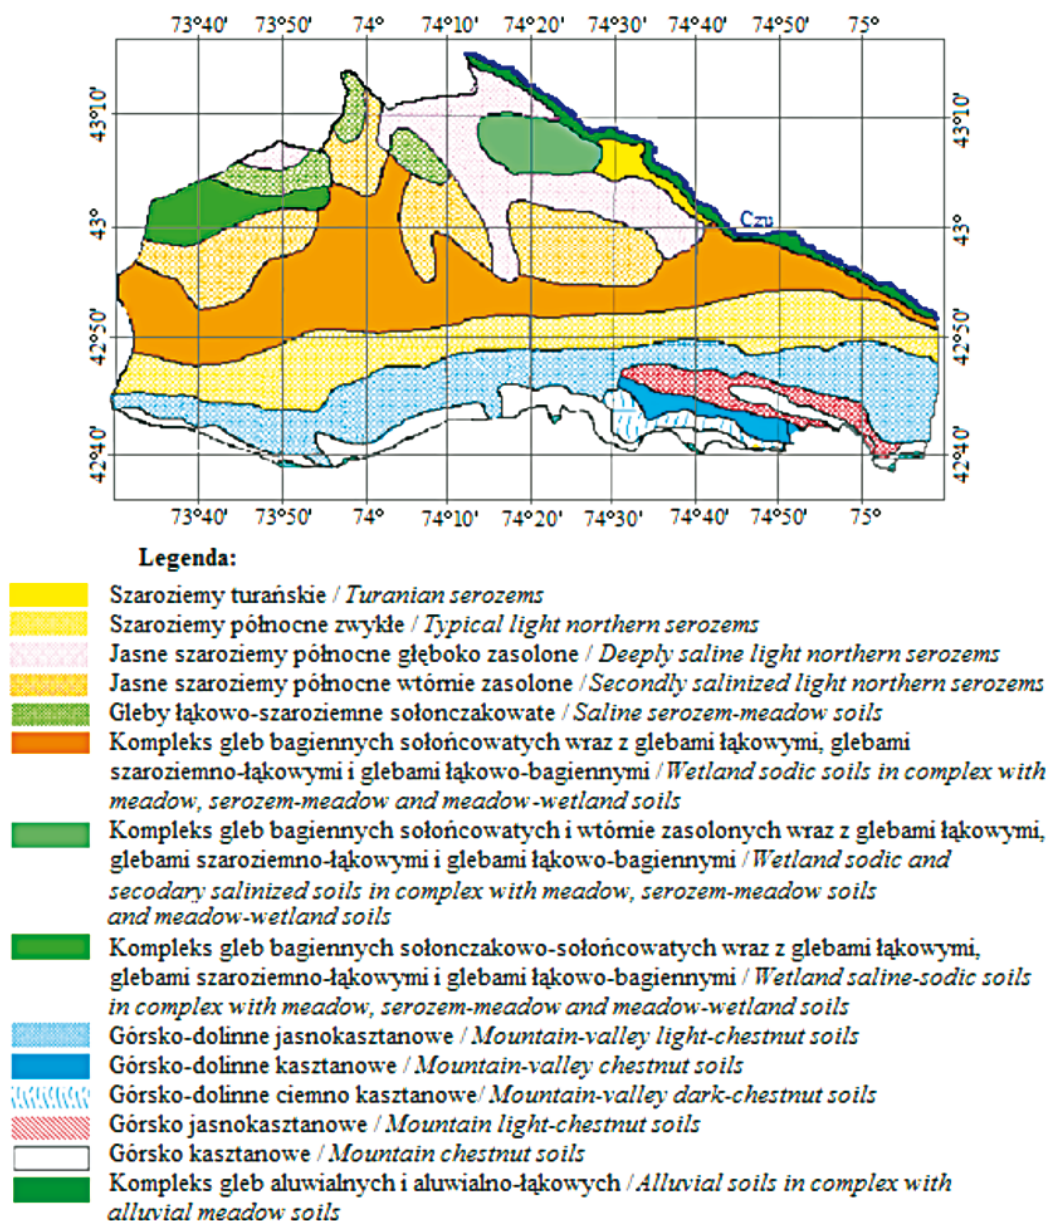 73°40' 73°50' 74° 74°10' 74°20' 74°30' 74°40' 74°50' 75°
43°10' 43°10'
43° Czu 43°
42°50' 42°50'
42°40' 42°40'
73°40' 73°50' 74° 74°10' 74°20' 74°30' 74°40' 74°50' 75°
Legenda:
Szaroziemy turańskie / Turanian serozems
Szaroziemy północne zwykłe / Typical light northern serozems
Jasne szaroziemy północne głęboko zasolone / Deeply saline light northern serozems
Jasne szaroziemy północne wtórnie zasolone / Secondly salinized light northern serozems
Gleby łąkowo-szaroziemne sołonczakowate / Saline serozem-meadow soils
Kompleks gleb bagiennych sołońcowatych wraz z glebami łąkowymi, glebami
szaroziemno-łąkowymi i glebami łąkowo-bagiennymi / Wetland sodic soils in complex with
meadow, serozem-meadow and meadow-wetland soils
Kompleks gleb bagiennych sołońcowatych i wtórnie zasolonych wraz z glebami łąkowymi,
glebami szaroziemno-łąkowymi i glebami łąkowo-bagiennymi / Wetland sodic and
secodary salinized soils in complex with meadow, serozem-meadow soils
and meadow-wetland soils
Kompleks gleb bagiennych sołonczakowo-sołońcowatych wraz z glebami łąkowymi,
glebami szaroziemno-łąkowymi i glebami łąkowo-bagiennymi / Wetland saline-sodic soils
in complex with meadow, serozem-meadow and meadow-wetland soils
Górsko-dolinne jasnokasztanowe / Mountain-valley light-chestnut soils
Górsko-dolinne kasztanowe / Mountain-valley chestnut soils
Górsko-dolinne ciemno kasztanowe/ Mountain-valley dark-chestnut soils
Górsko jasnokasztanowe / Mountain light-chestnut soils
Górsko kasztanowe / Mountain chestnut soils
Kompleks gleb aluwialnych i aluwialno-łąkowych / Alluvial soils in complex with
alluvial meadow soils